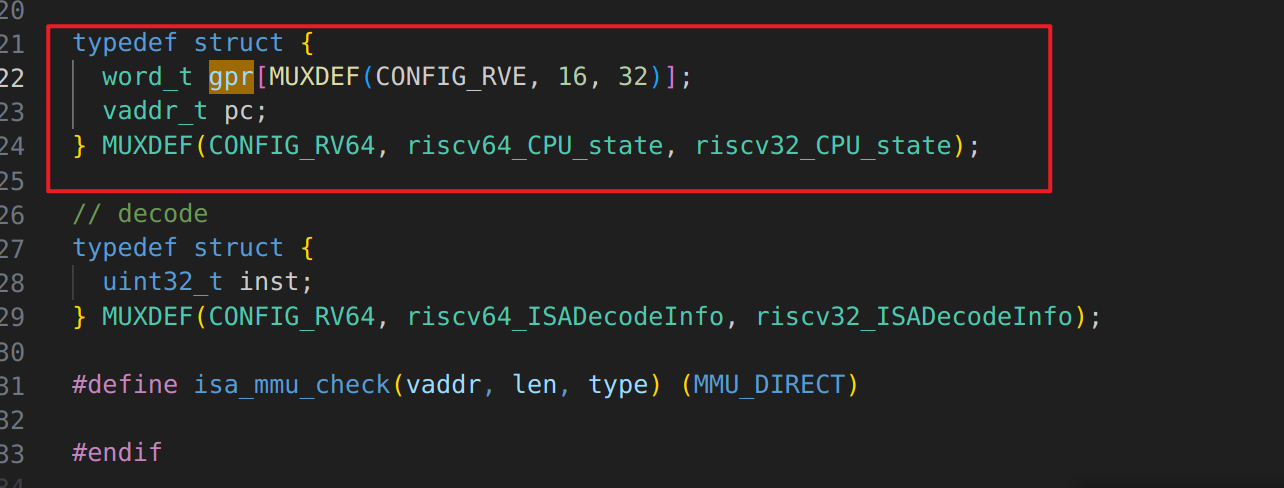 20
21 typedef struct {
22   word_t gpr[MUXDEF(CONFIG_RVE, 16, 32)];
23   vaddr_t pc;
24 } MUXDEF(CONFIG_RV64, riscv64_CPU_state, riscv32_CPU_state);
25
26 // decode
27 typedef struct {
28   uint32_t inst;
29 } MUXDEF(CONFIG_RV64, riscv64_ISADecodeInfo, riscv32_ISADecodeInfo);
30
31 #define isa_mmu_check(vaddr, len, type) (MMU_DIRECT)
32
33 #endif
34